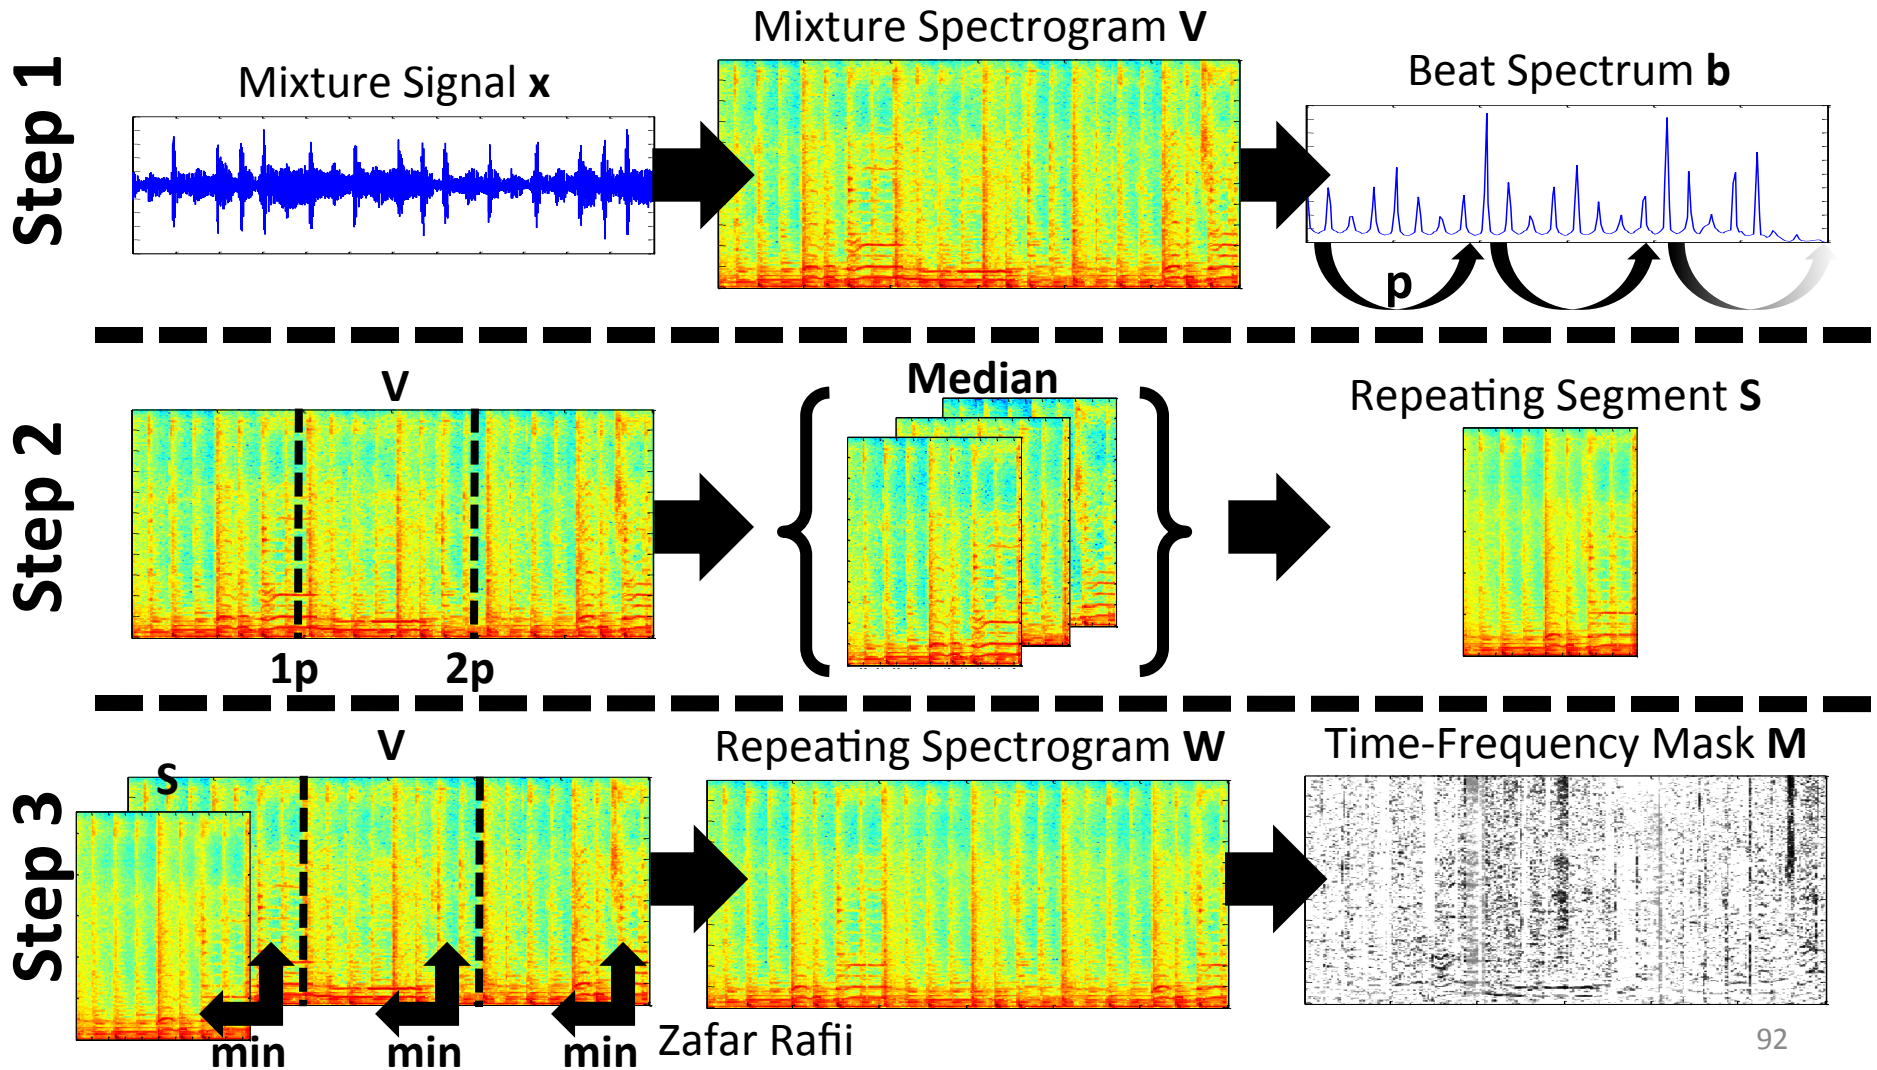 Step 1
Mixture Signal x
Mixture Spectrogram V
Beat Spectrum b
p
Step 2
V
1p
2p
Median
Repeating Segment S
Step 3
S
V
min
min
min
Repeating Spectrogram W
Time-Frequency Mask M
Zafar Rafii
92